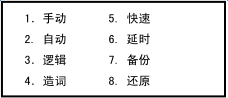 1. 手动 5. 快速
2. 自动 6. 延时
3. 逻辑 7. 备份
4. 造词 8. 还原